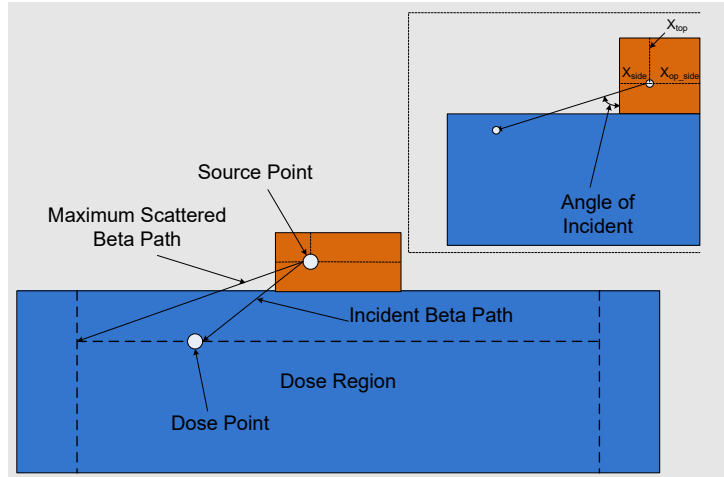 X_top
X_side
X_op_side
Angle of
Incident
Source Point
Maximum Scattered
Beta Path
Incident Beta Path
Dose Region
Dose Point